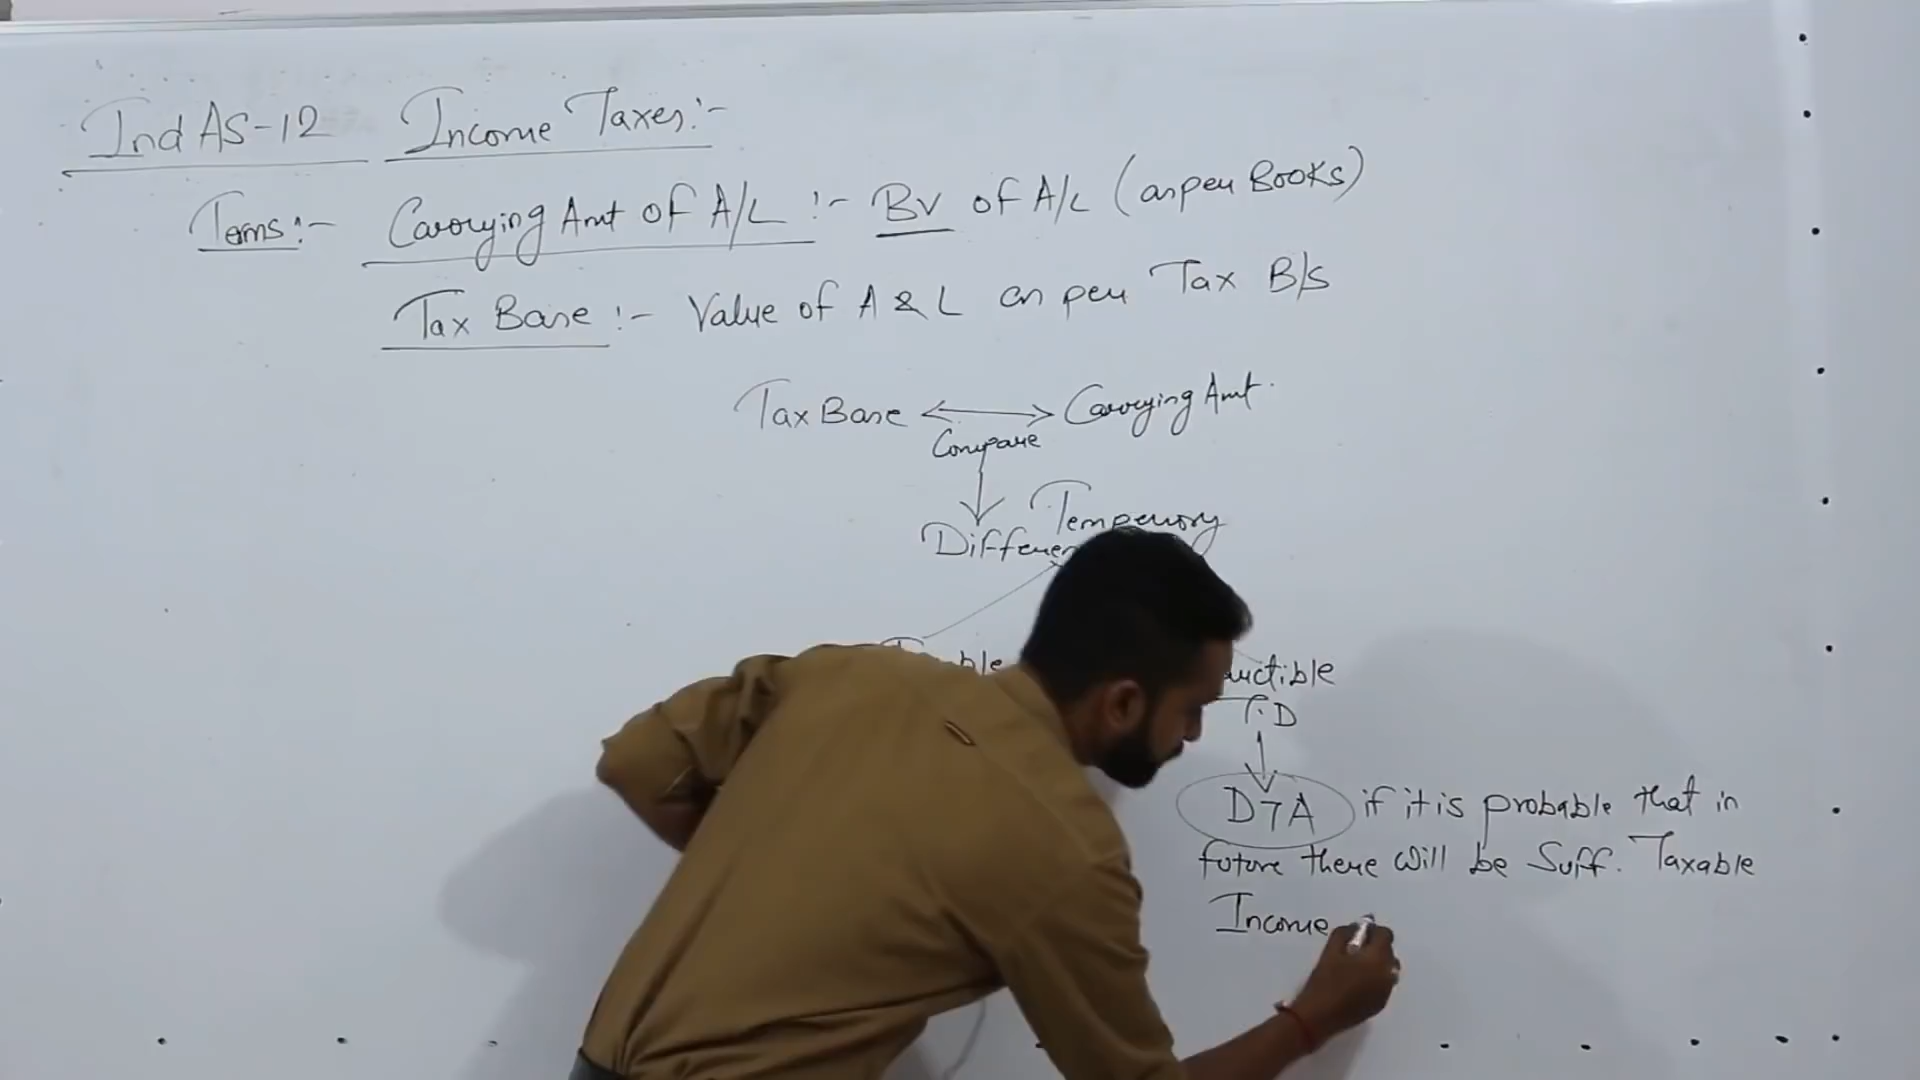 Ind AS-12 Income Taxes:-
Terms:- Carrying Amt of A/L :- BV of A/L (as per Books)
Tax Base :- Value of A & L as per Tax B/s
Tax Base Carrying Amt.
Compare
Temperory
Differen
ble uctible
T.D
DTA if it is probable that in
future there will be Suff. Taxable
Income